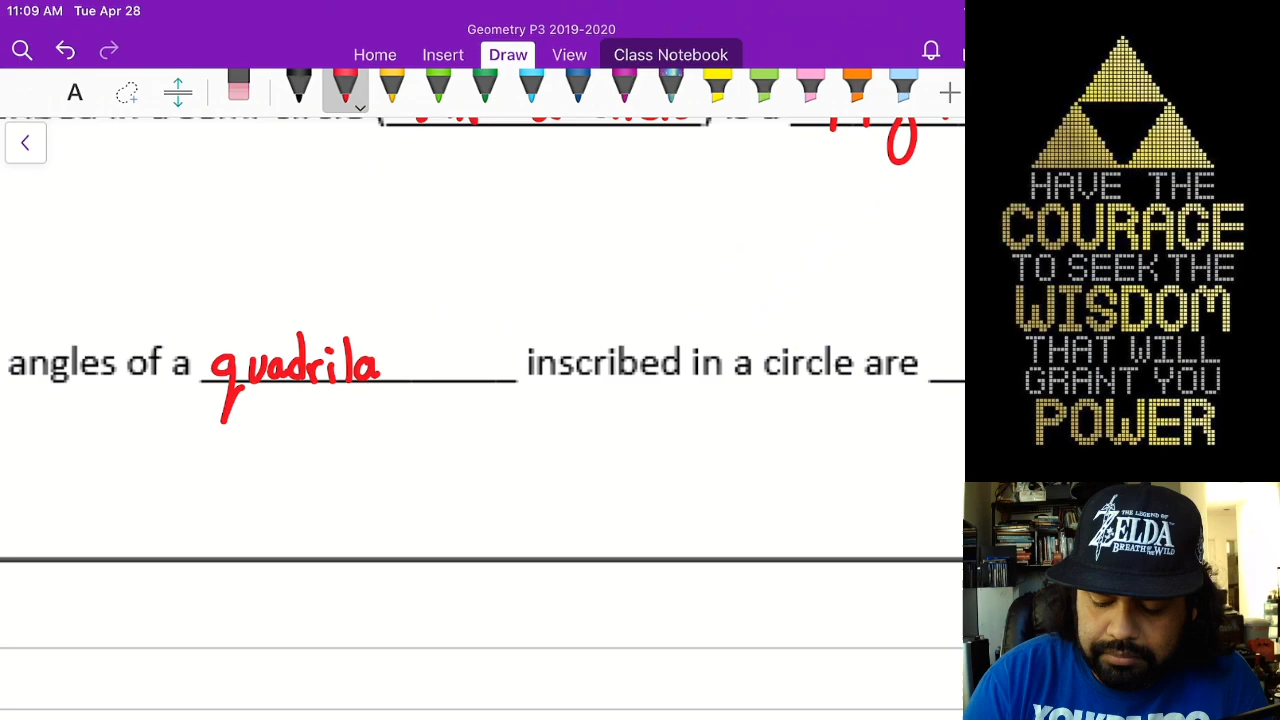 11:09 AM Tue Apr 28
Geometry P3 2019-2020
Home Insert Draw View Class Notebook
A
angles of a quadrila inscribed in a circle are
HAVE THE
COURAGE
TO SEEK THE
WISDOM
THAT WILL
GRANT YOU
POWER
THE LEGEND OF
ZELDA
BREATH OF THE WILD